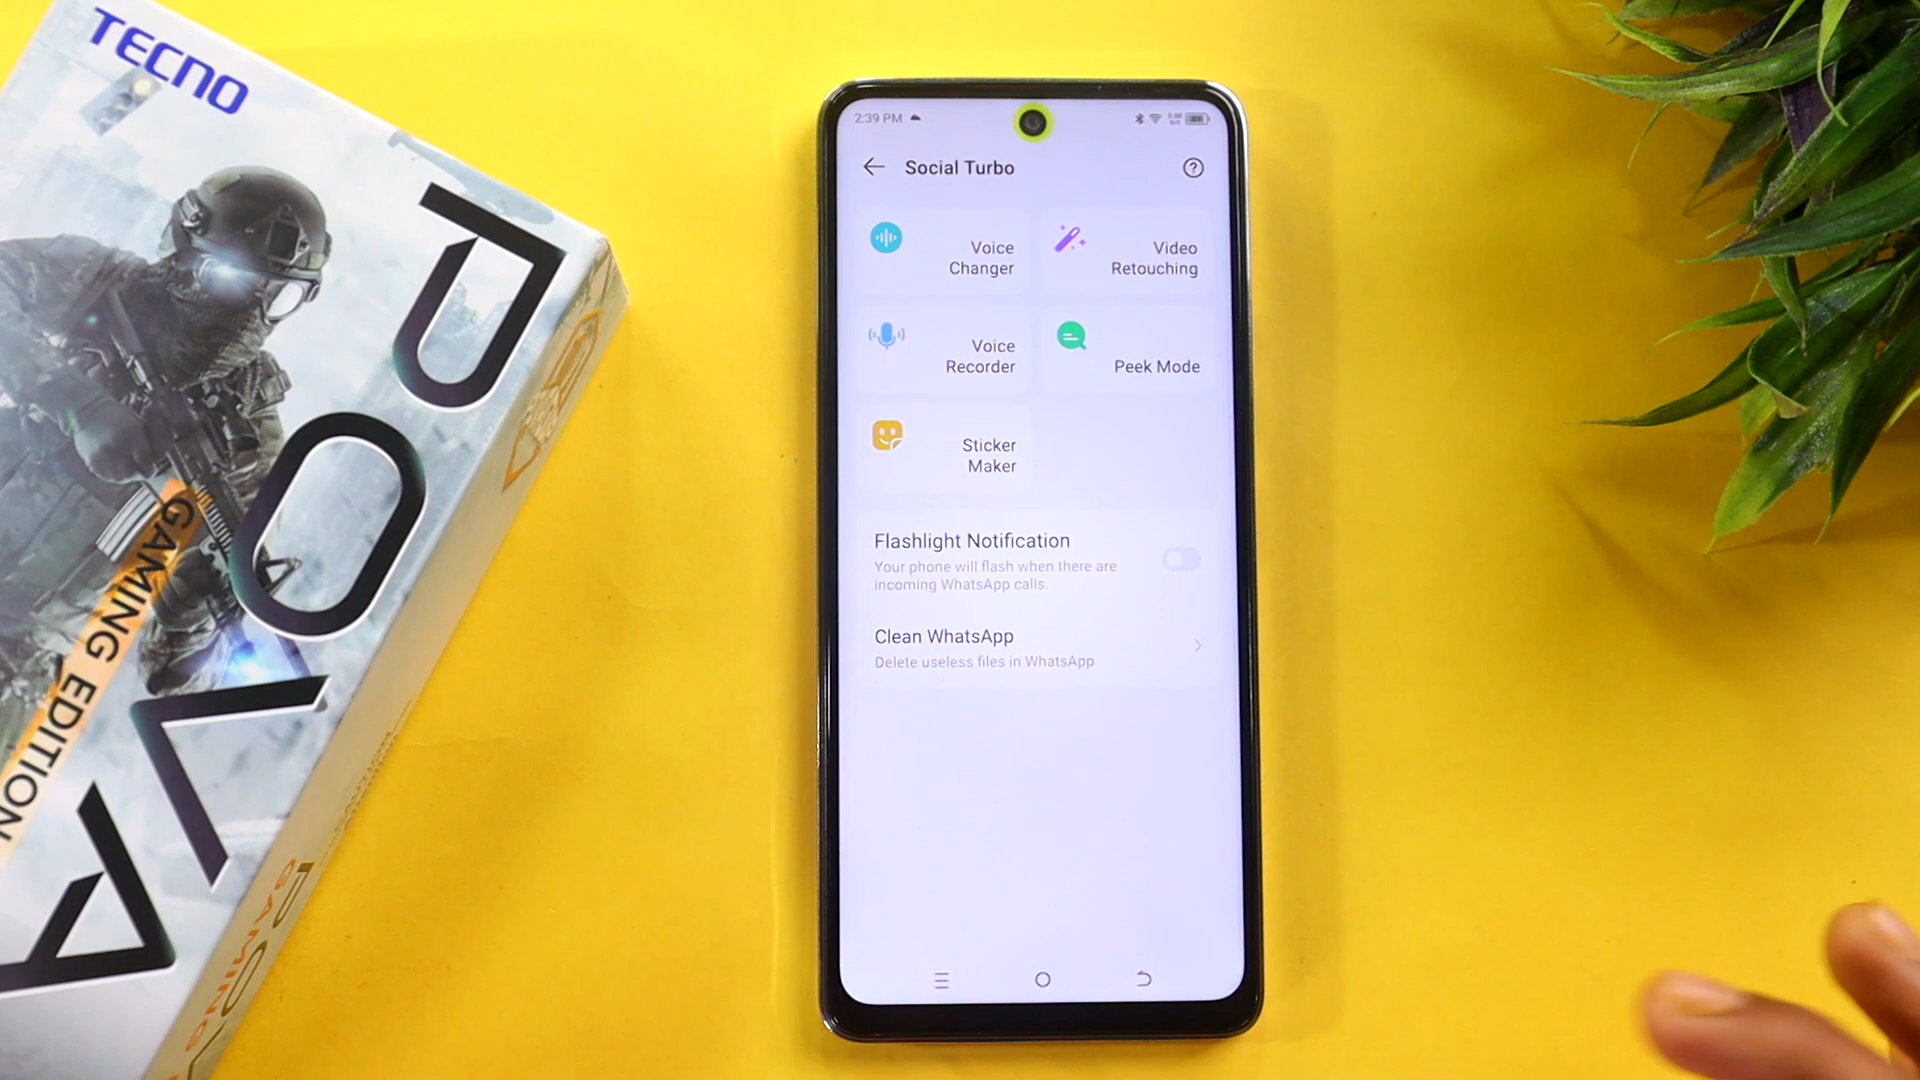 TECNO
POVA
GAMING EDITION
2:39 PM
Social Turbo
Voice
Changer
Video
Retouching
Voice
Recorder
Peek Mode
Sticker
Maker
Flashlight Notification
Your phone will flash when there are
incoming WhatsApp calls.
Clean WhatsApp
Delete useless files in WhatsApp